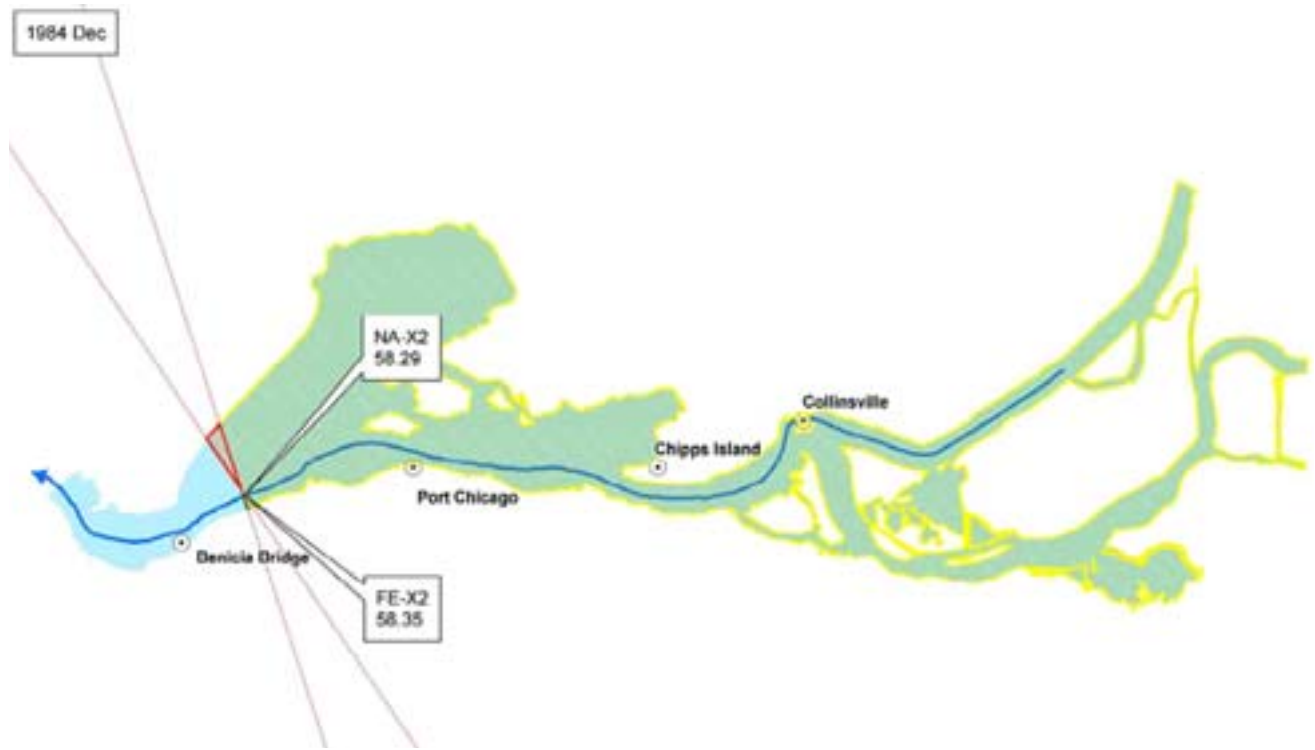 1984 Dec
NA-X2
58.29
Collinsville
Chipps Island
Port Chicago
Benicia Bridge
FE-X2
58.35